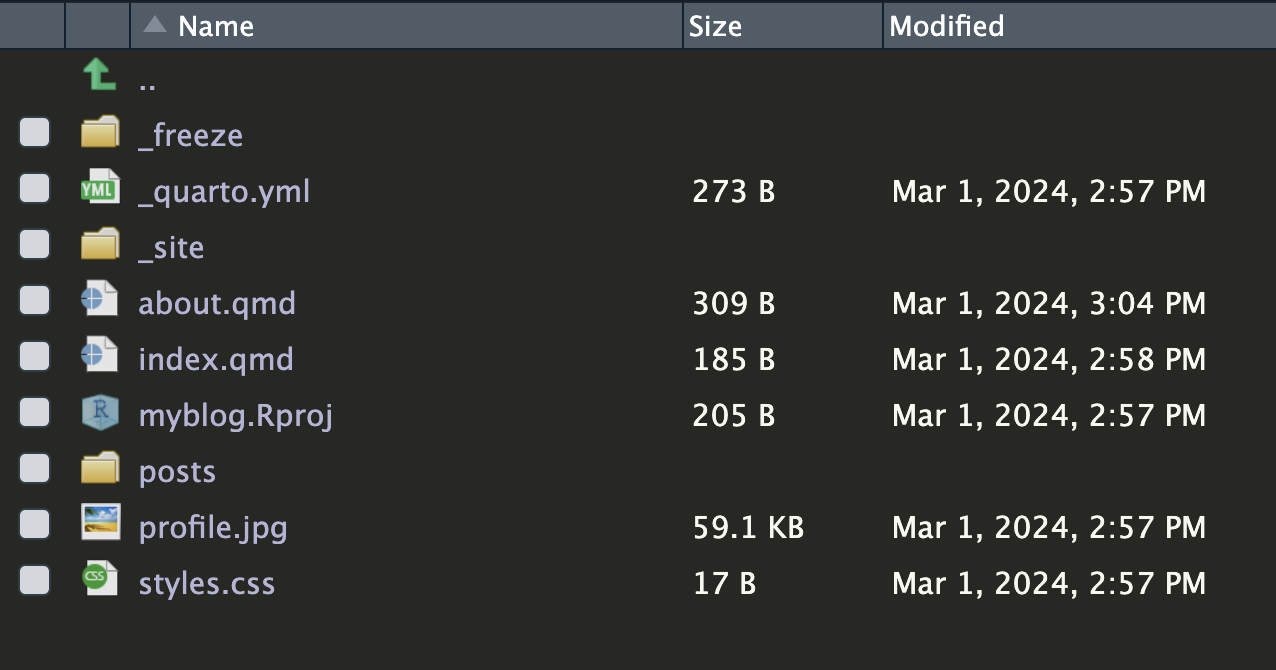 Name Size Modified
..
_freeze
YML _quarto.yml 273 B Mar 1, 2024, 2:57 PM
_site
about.qmd 309 B Mar 1, 2024, 3:04 PM
index.qmd 185 B Mar 1, 2024, 2:58 PM
R myblog.Rproj 205 B Mar 1, 2024, 2:57 PM
posts
profile.jpg 59.1 KB Mar 1, 2024, 2:57 PM
CSS styles.css 17 B Mar 1, 2024, 2:57 PM